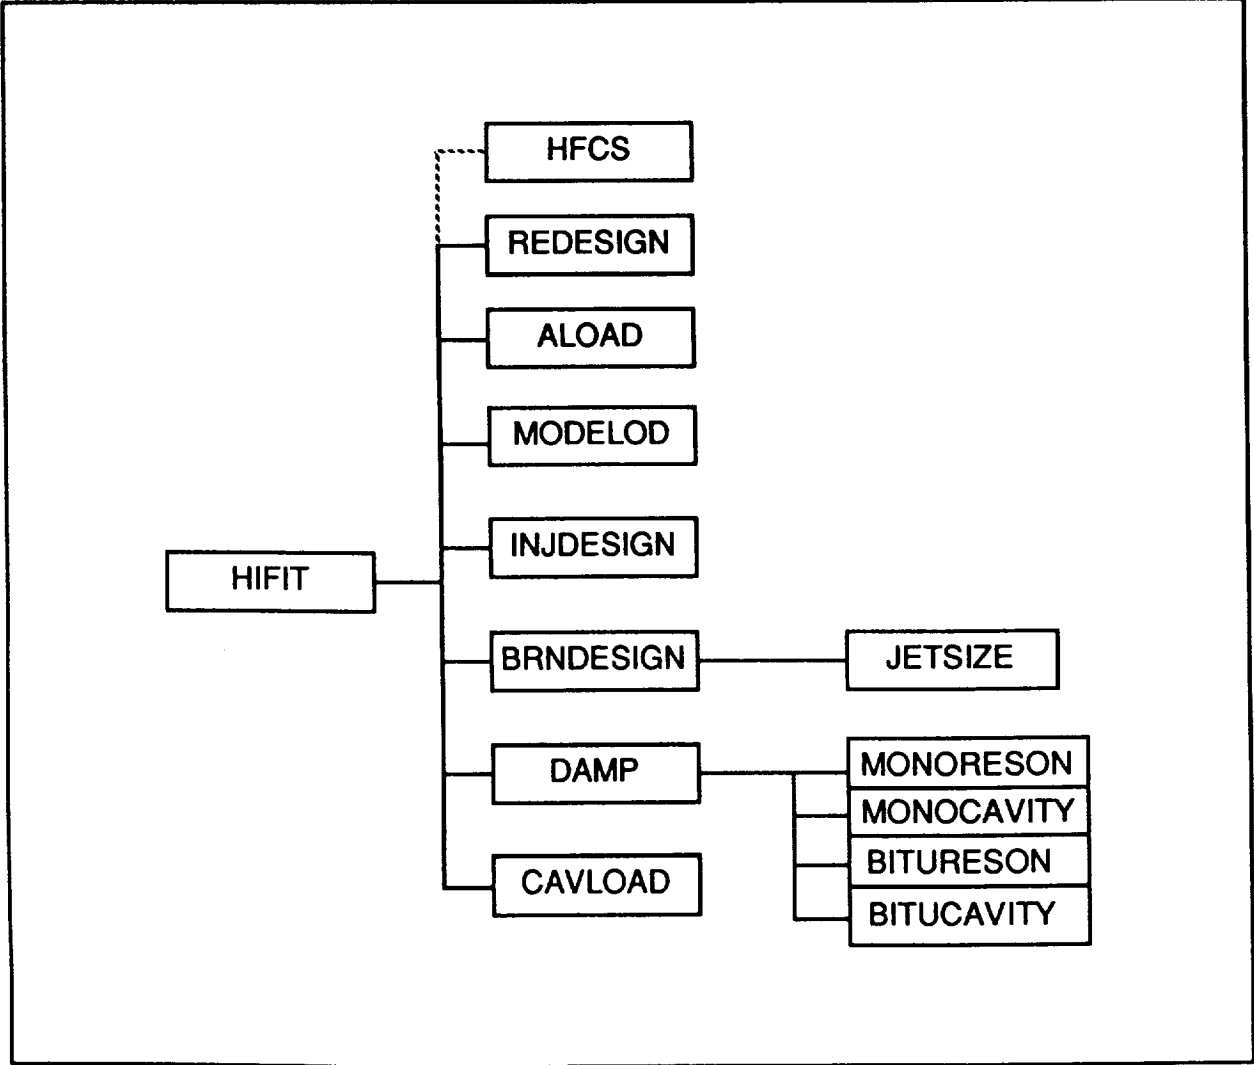 HFCS
REDESIGN
ALOAD
MODELOD
INJDESIGN
HIFIT
BRNDESIGN
JETSIZE
DAMP
MONORESON
MONOCAVITY
BITURESON
CAVLOAD
BITUCAVITY